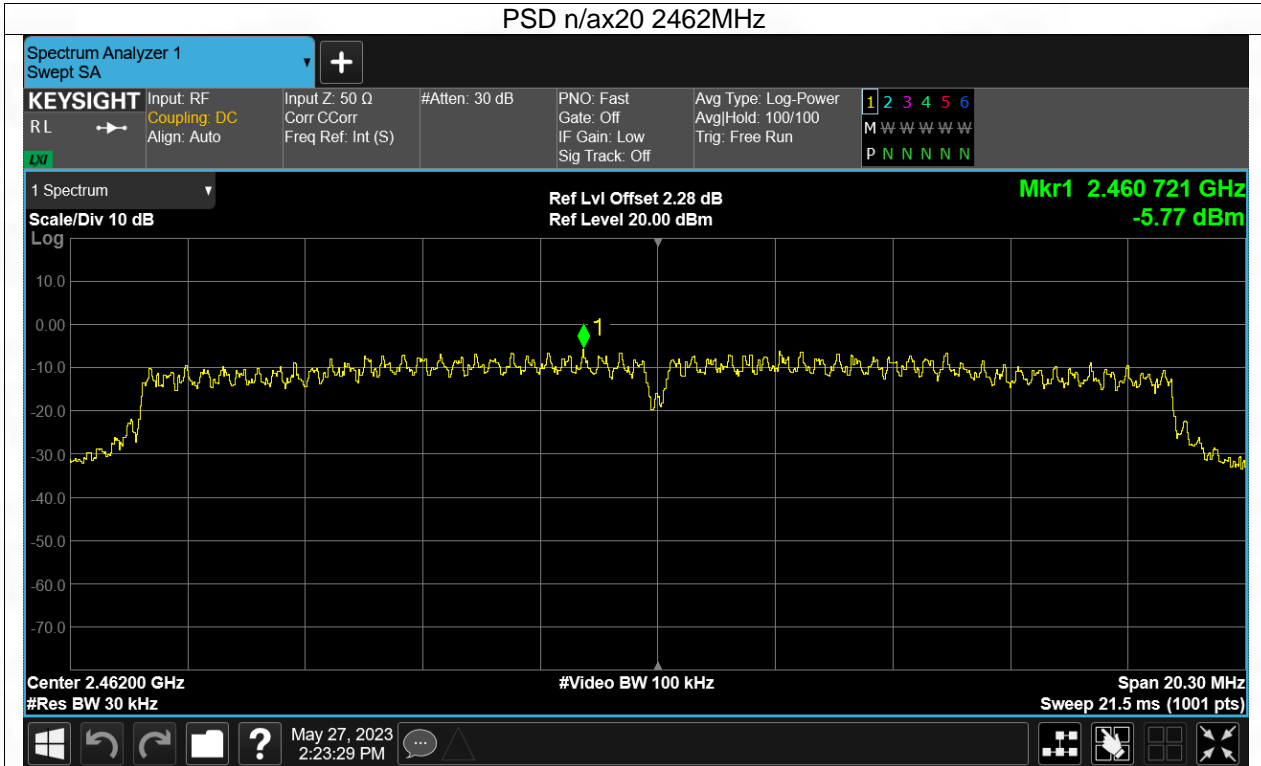 PSD n/ax20 2462MHz
Spectrum Analyzer 1
Swept SA
+
KEYSIGHT
R L
LXI
Input: RF
Coupling: DC
Align: Auto
Input Z: 50 Ω
Corr CCorr
Freq Ref: Int (S)
#Atten: 30 dB
PNO: Fast
Gate: Off
IF Gain: Low
Sig Track: Off
Avg Type: Log-Power
Avg|Hold: 100/100
Trig: Free Run
1 2 3 4 5 6
M W W W W W
P N N N N N
1 Spectrum
Scale/Div 10 dB
Log
Ref Lvl Offset 2.28 dB
Ref Level 20.00 dBm
Mkr1 2.460 721 GHz
-5.77 dBm
10.0
0.00
-10.0
-20.0
-30.0
-40.0
-50.0
-60.0
-70.0
1
Center 2.46200 GHz
#Res BW 30 kHz
#Video BW 100 kHz
Span 20.30 MHz
Sweep 21.5 ms (1001 pts)
?
May 27, 2023
2:23:29 PM